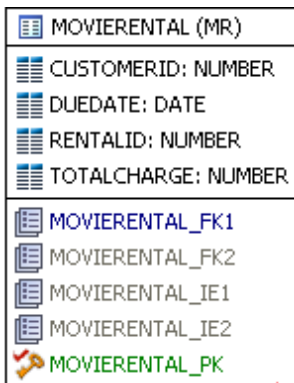 MOVIERENTAL (MR)
CUSTOMERID: NUMBER
DUEDATE: DATE
RENTALID: NUMBER
TOTALCHARGE: NUMBER
MOVIERENTAL_FK1
MOVIERENTAL_FK2
MOVIERENTAL_IE1
MOVIERENTAL_IE2
MOVIERENTAL_PK